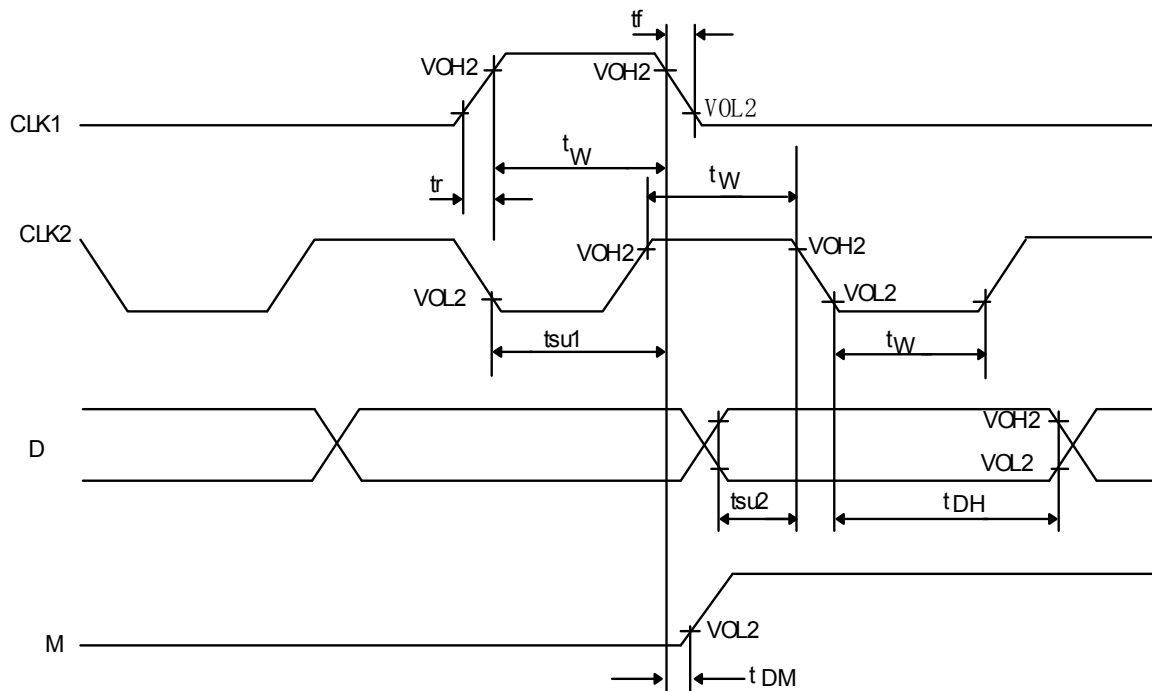 tf
VOH2 VOH2
VOL2
CLK1
tW
tW
tr
CLK2
VOH2 VOH2
VOL2 VOL2
tsu1
tW
VOH2
D
VOL2
tsu2 tDH
M VOL2
tDM